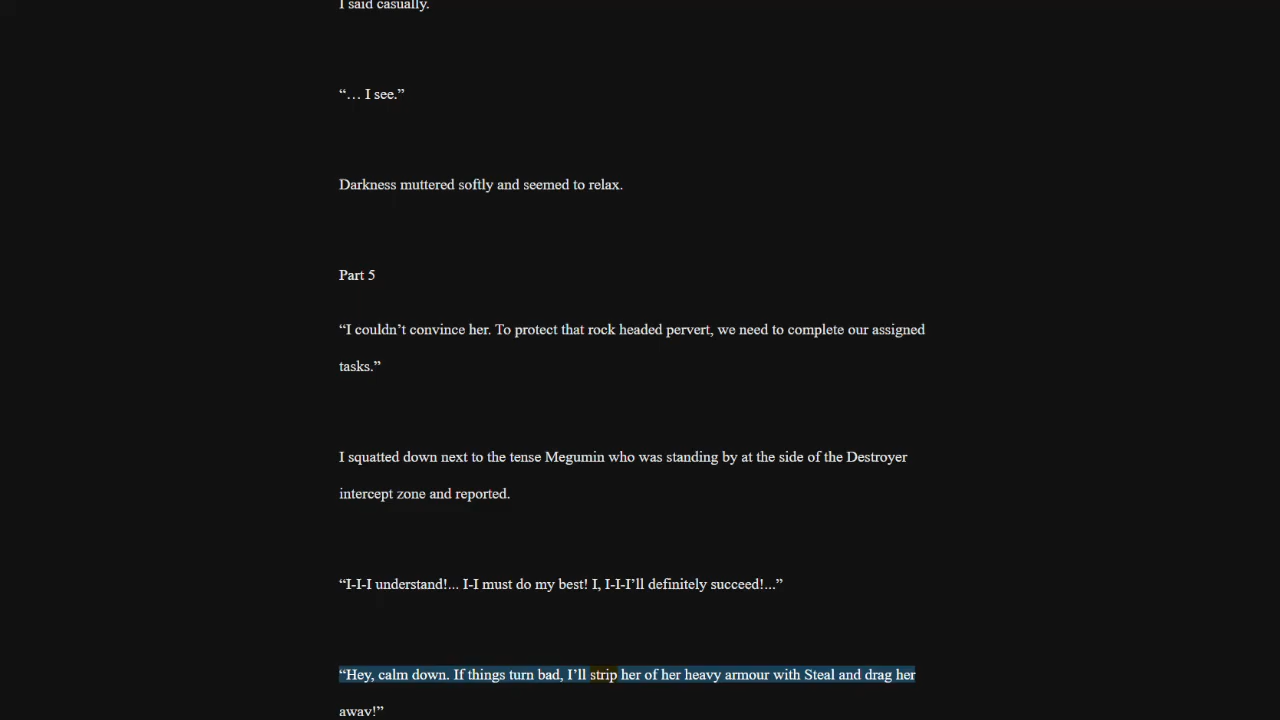 I said casually.
“… I see.”
Darkness muttered softly and seemed to relax.
Part 5
“I couldn’t convince her. To protect that rock headed pervert, we need to complete our assigned
tasks.”
I squatted down next to the tense Megumin who was standing by at the side of the Destroyer
intercept zone and reported.
“I-I-I understand!... I-I must do my best! I, I-I-I’ll definitely succeed!...”
“Hey, calm down. If things turn bad, I’ll strip her of her heavy armour with Steal and drag her
away!”